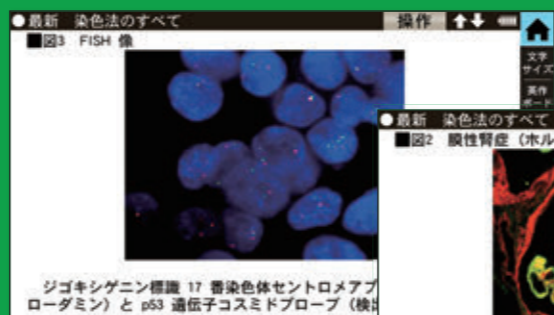 ●最新 染色法のすべて
操作
文字
サイズ
英作
ボード
■図3 FISH 像
ジゴキシゲニン標識 17 番染色体セントロメアプ
ローダミン)と p53 遺伝子コスミドプローブ(検出
●最新 染色法のすべて
■図2 膜性腎症(ホル